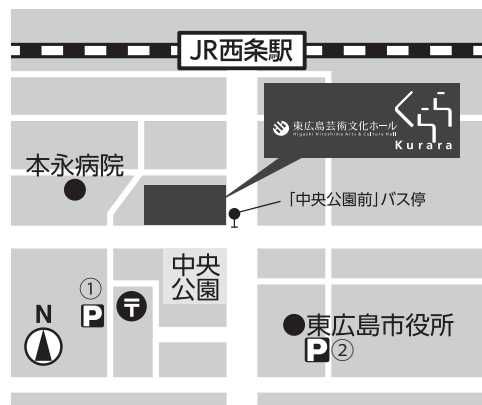 JR西条駅
東広島芸術文化ホール
Higashi Hiroshima Arts & Culture Hall
くらら
Kurara
本永病院
「中央公園前」バス停
中央
公園
①
P
〒
N
東広島市役所
P②